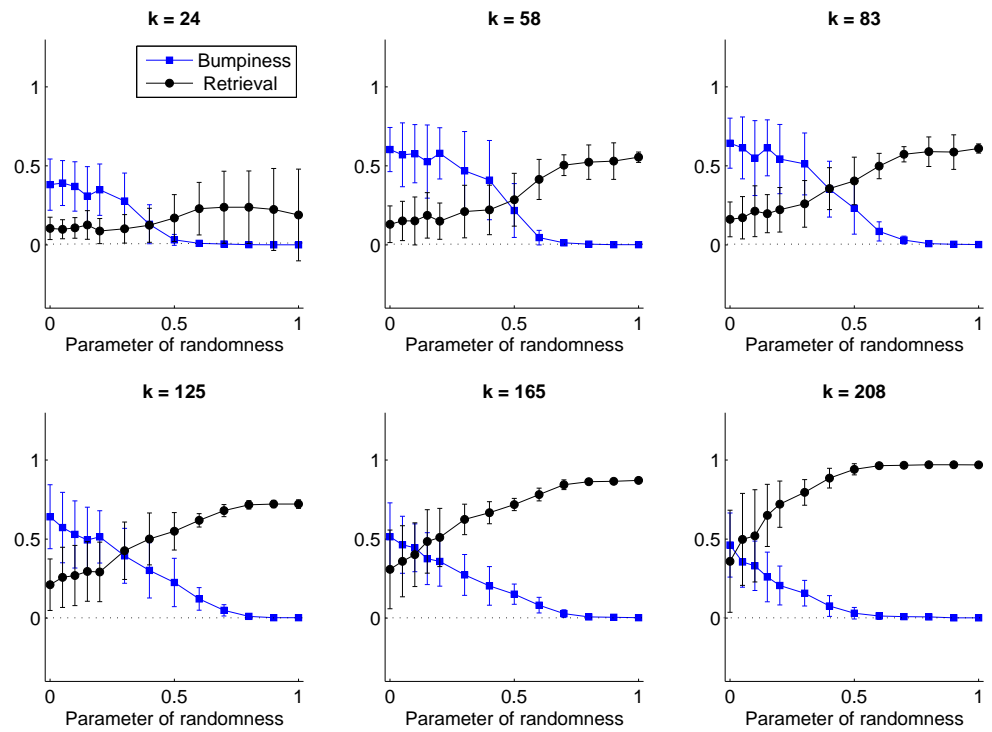 k = 24
k = 58
k = 83
Bumpiness
Retrieval
1
0.5
0
0
0.5
1
Parameter of randomness
1
0.5
0
0
0.5
1
Parameter of randomness
1
0.5
0
0
0.5
1
Parameter of randomness
k = 125
k = 165
k = 208
1
0.5
0
0
0.5
1
Parameter of randomness
1
0.5
0
0
0.5
1
Parameter of randomness
1
0.5
0
0
0.5
1
Parameter of randomness